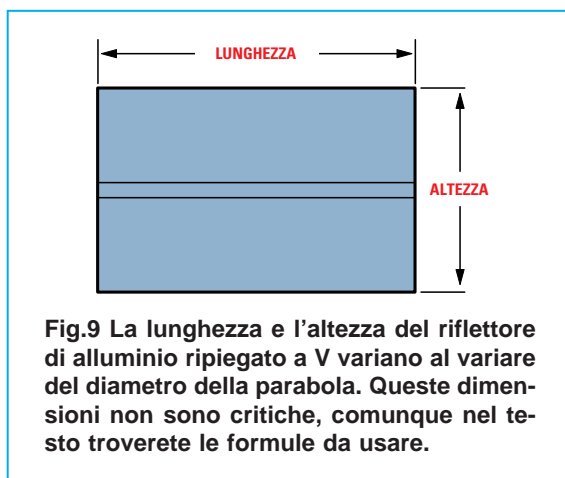 LUNGHEZZA
ALTEZZA
Fig.9 La lunghezza e l'altezza del riflettore
di alluminio ripiegato a V variano al variare
del diametro della parabola. Queste dimen-
sioni non sono critiche, comunque nel te-
sto troverete le formule da usare.